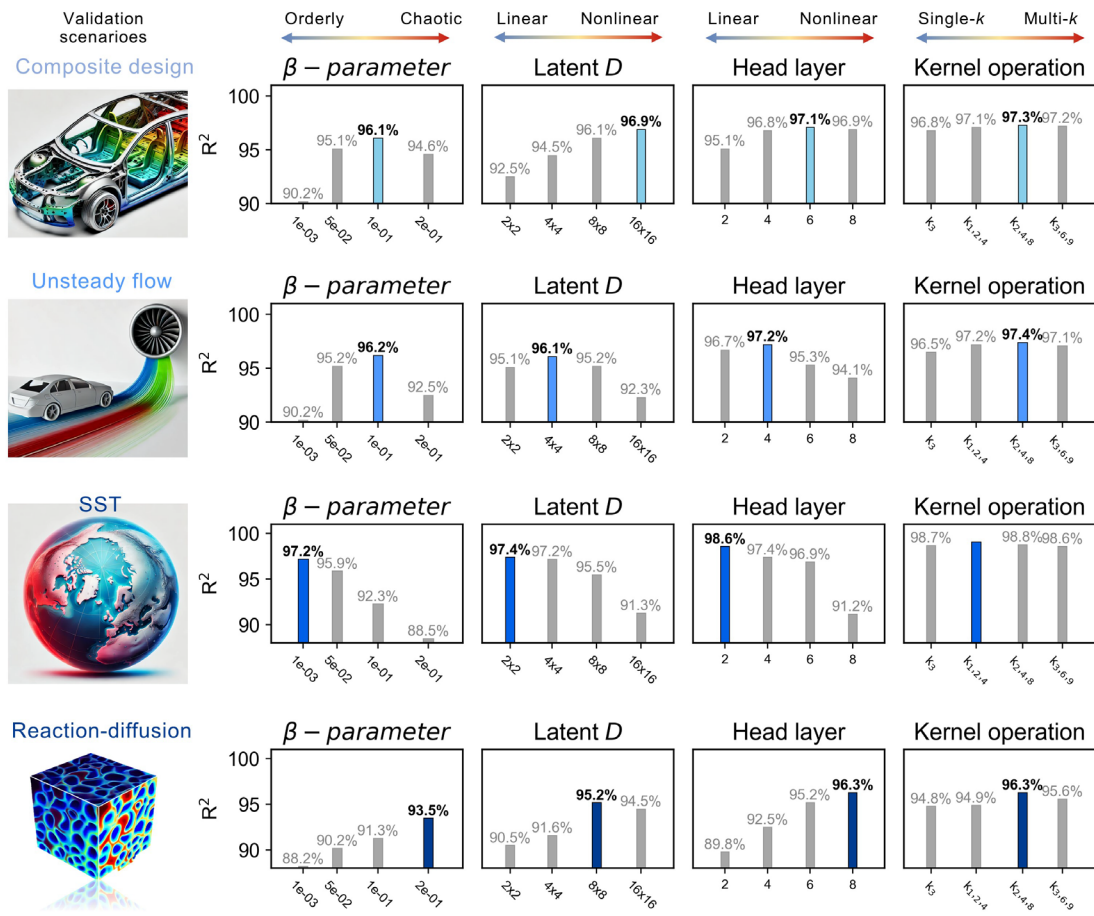 Validation
scenarioes
Orderly Chaotic
Linear Nonlinear
Linear Nonlinear
Single-k Multi-k
Composite design
β − parameter
Latent D
Head layer
Kernel operation
R²
100
95
90
90.2%
95.1%
96.1%
94.6%
1e-03
5e-02
1e-01
2e-01
92.5%
94.5%
96.1%
96.9%
2x2
4x4
8x8
16x16
95.1%
96.8%
97.1%
96.9%
2
4
6
8
96.8%
97.1%
97.3%
97.2%
k₃
k₁,₂,₄
k₂,₄,₈
k₃,₆,₉
Unsteady flow
β − parameter
Latent D
Head layer
Kernel operation
R²
100
95
90
90.2%
95.2%
96.2%
92.5%
1e-03
5e-02
1e-01
2e-01
95.1%
96.1%
95.2%
92.3%
2x2
4x4
8x8
16x16
96.7%
97.2%
95.3%
94.1%
2
4
6
8
96.5%
97.2%
97.4%
97.1%
k₃
k₁,₂,₄
k₂,₄,₈
k₃,₆,₉
SST
β − parameter
Latent D
Head layer
Kernel operation
R²
100
95
90
97.2%
95.9%
92.3%
88.5%
1e-03
5e-02
1e-01
2e-01
97.4%
97.2%
95.5%
91.3%
2x2
4x4
8x8
16x16
98.6%
97.4%
96.9%
91.2%
2
4
6
8
98.7%
98.8%
98.6%
k₃
k₁,₂,₄
k₂,₄,₈
k₃,₆,₉
Reaction-diffusion
β − parameter
Latent D
Head layer
Kernel operation
R²
100
95
90
88.2%
90.2%
91.3%
93.5%
1e-03
5e-02
1e-01
2e-01
90.5%
91.6%
95.2%
94.5%
2x2
4x4
8x8
16x16
89.8%
92.5%
95.2%
96.3%
2
4
6
8
94.8%
94.9%
96.3%
95.6%
k₃
k₁,₂,₄
k₂,₄,₈
k₃,₆,₉